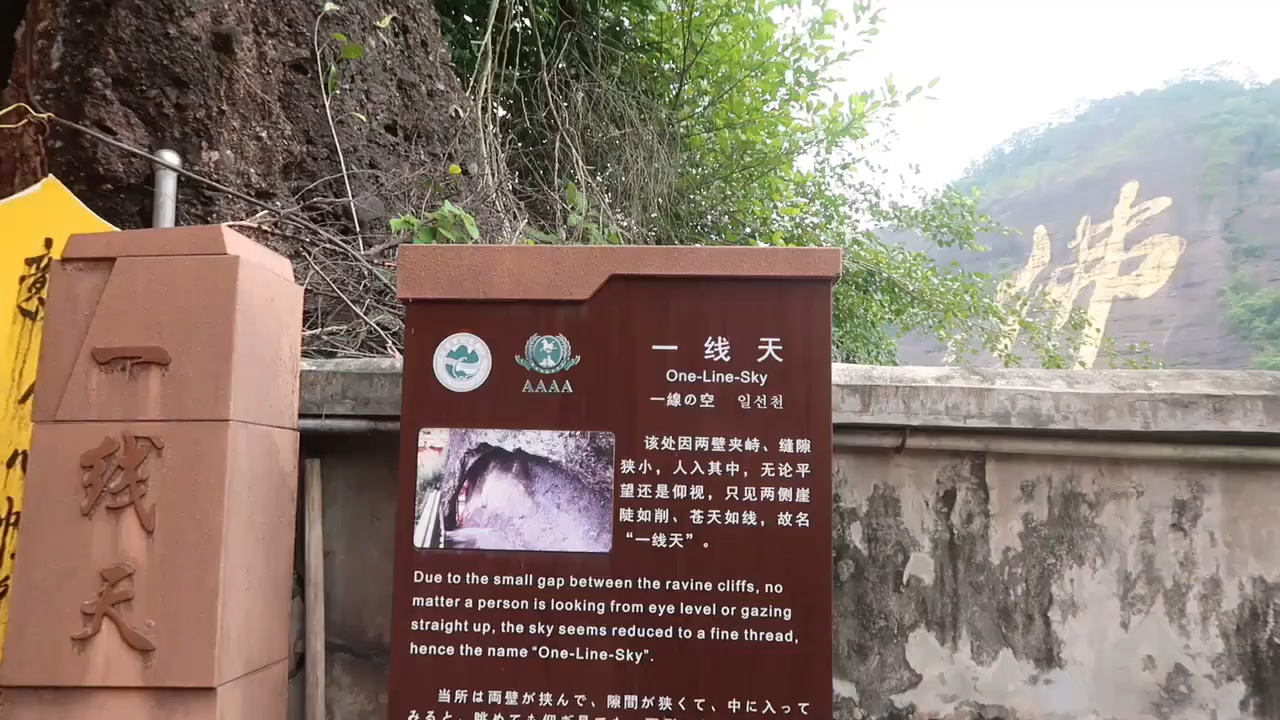 一线天
AAAA
一线天
One-Line-Sky
一線の空 일선천
该处因两壁夹峙、缝隙
狭小，人入其中，无论平
望还是仰视，只见两侧崖
陡如削、苍天如线，故名
“一线天”。
Due to the small gap between the ravine cliffs, no
matter a person is looking from eye level or gazing
straight up, the sky seems reduced to a fine thread,
hence the name “One-Line-Sky”.
当所は両壁が挟んで、隙間が狭くて、中に入って
佛